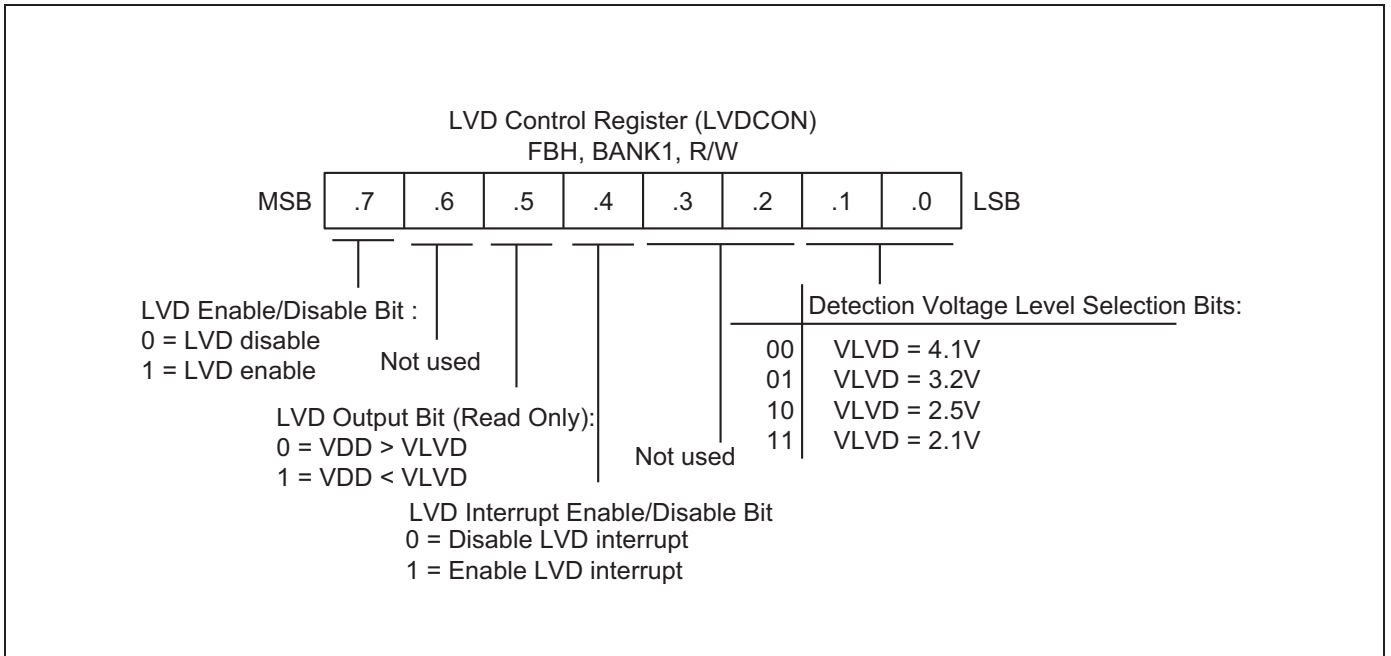 LVD Control Register (LVDCON)
FBH, BANK1, R/W
MSB .7 .6 .5 .4 .3 .2 .1 .0 LSB
LVD Enable/Disable Bit :
0 = LVD disable
1 = LVD enable
Not used
LVD Output Bit (Read Only):
0 = VDD > VLVD
1 = VDD < VLVD
LVD Interrupt Enable/Disable Bit
0 = Disable LVD interrupt
1 = Enable LVD interrupt
Not used
Detection Voltage Level Selection Bits:
00 VLVD = 4.1V
01 VLVD = 3.2V
10 VLVD = 2.5V
11 VLVD = 2.1V